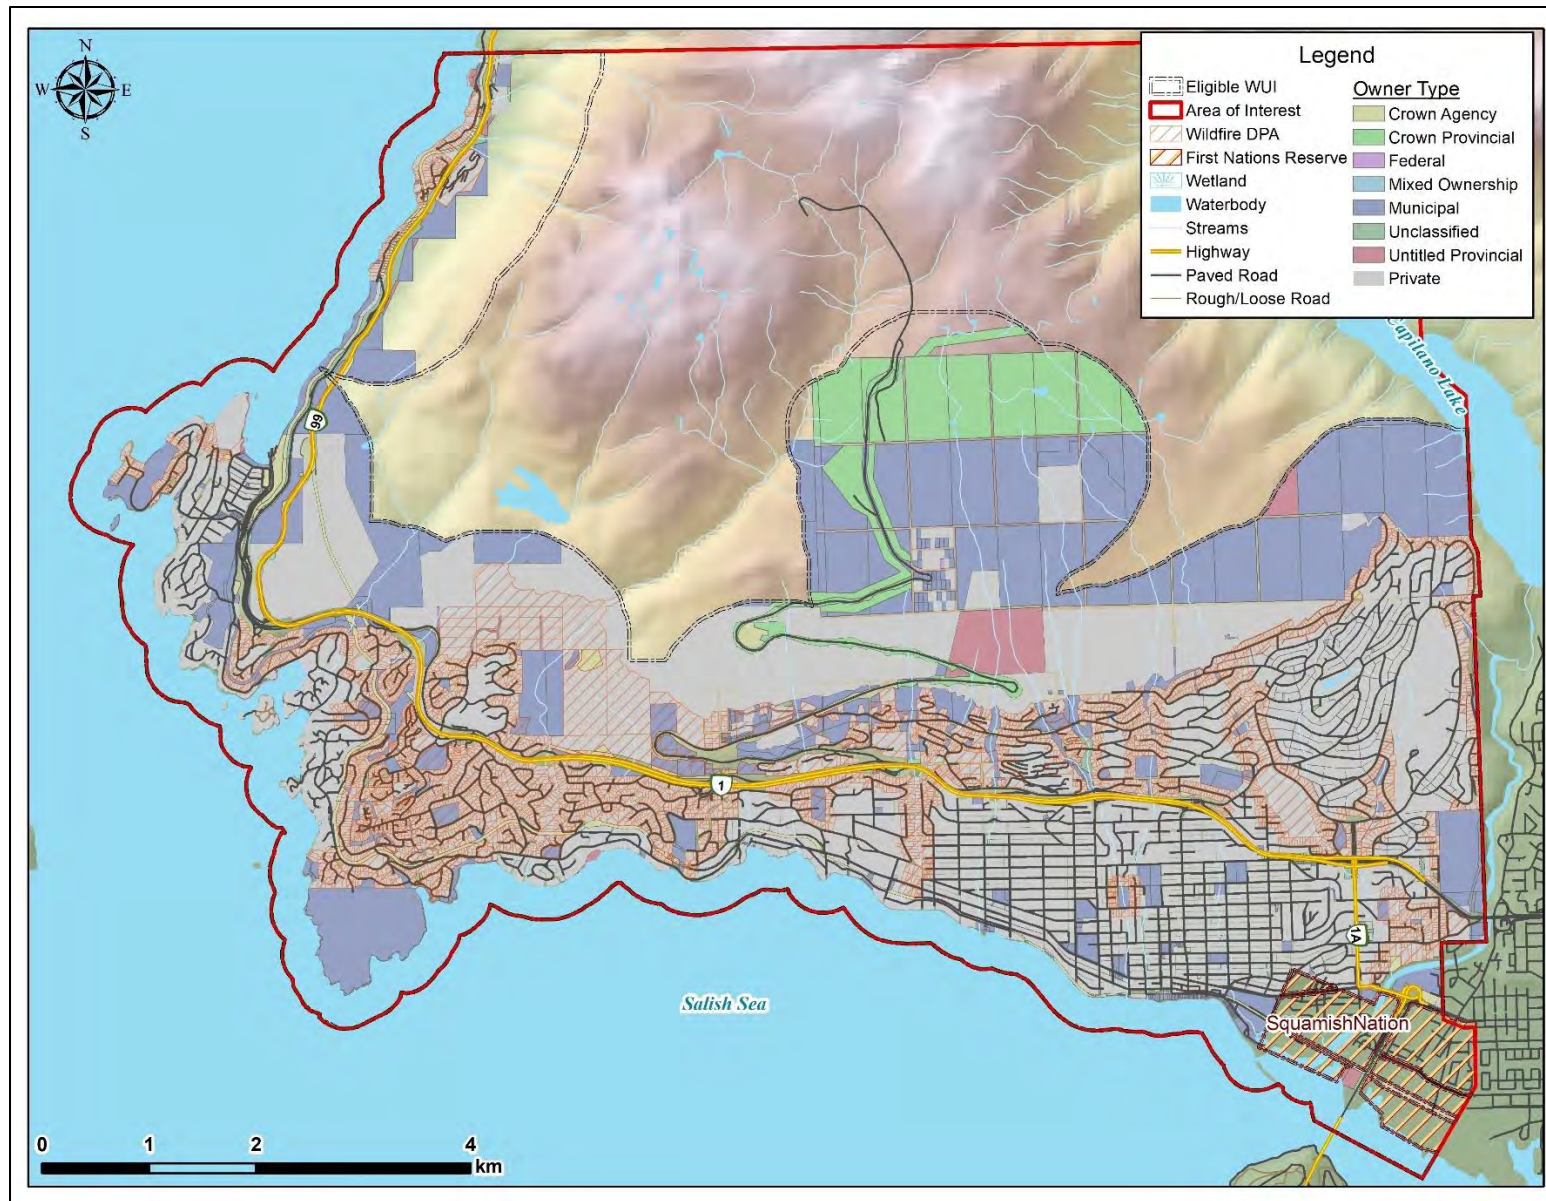 N
W E
S
Legend
Eligible WUI
Area of Interest
Wildfire DPA
First Nations Reserve
Wetland
Waterbody
Streams
Highway
Paved Road
Rough/Loose Road
Owner Type
Crown Agency
Crown Provincial
Federal
Mixed Ownership
Municipal
Unclassified
Untitled Provincial
Private
Capilano Lake
99
1
1A
Salish Sea
SquamishNation
0 1 2 4
km